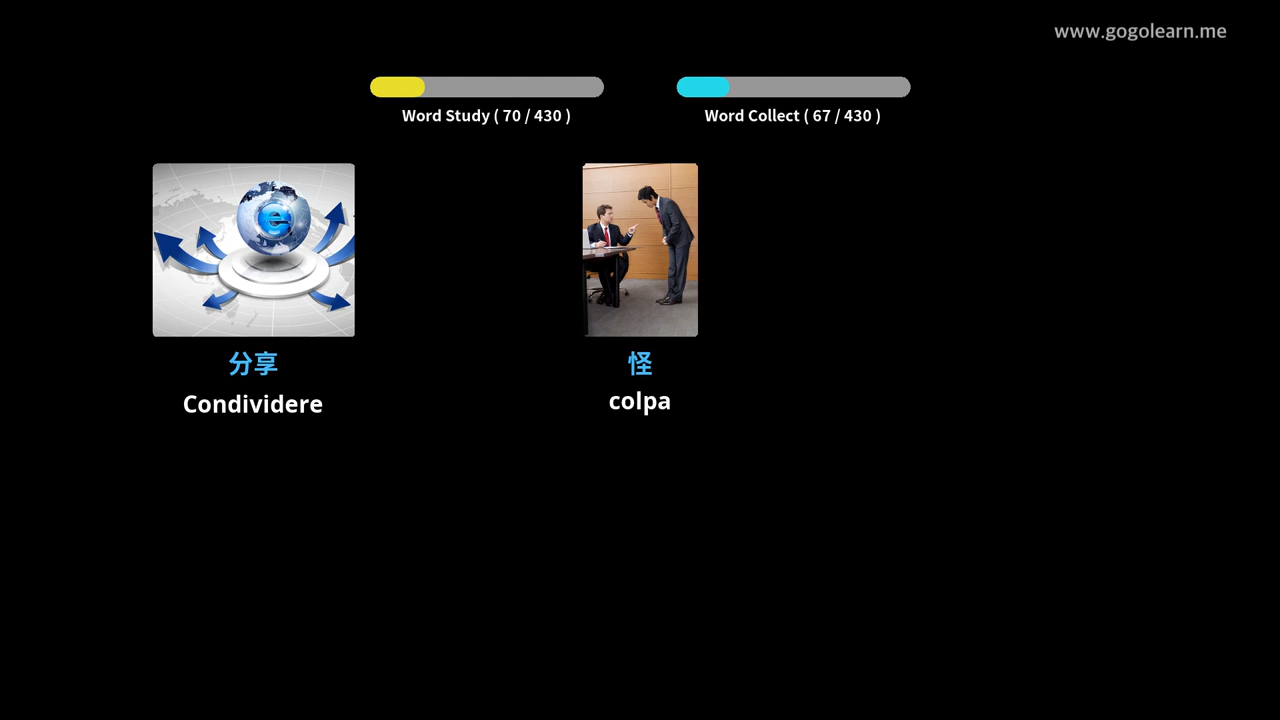 www.gogolearn.me
Word Study ( 70 / 430 )
Word Collect ( 67 / 430 )
e
分享
Condividere
怪
colpa